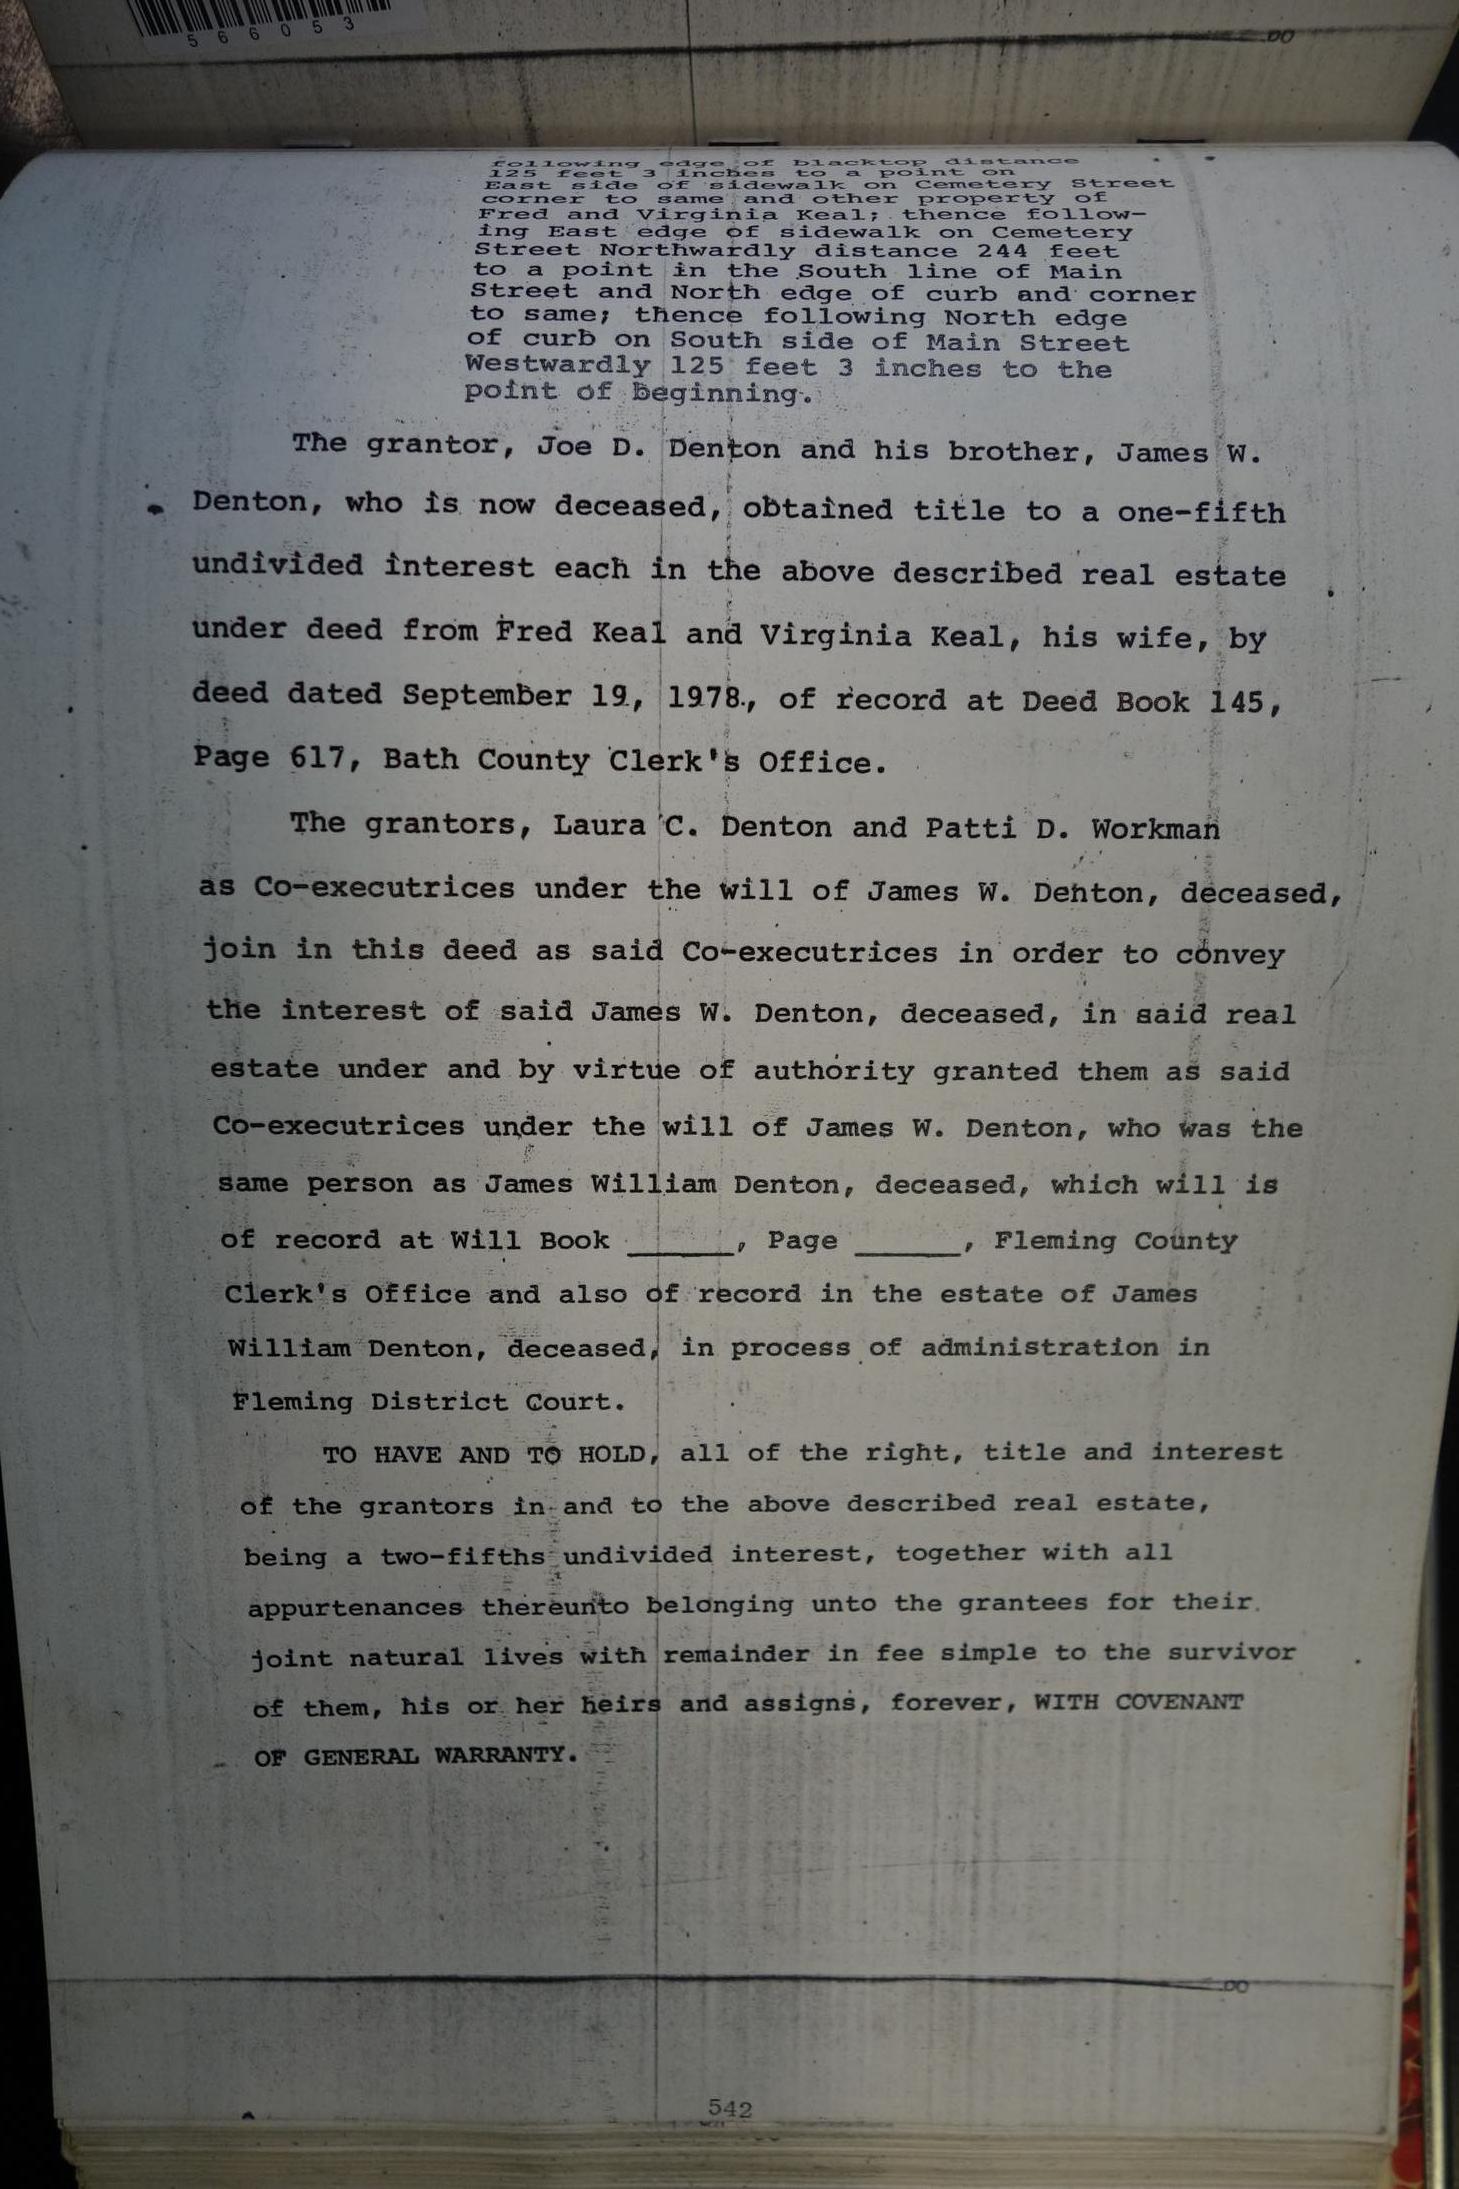 566053
.00
following edge of blacktop distance
125 feet 3 inches to a point on
East side of sidewalk on Cemetery Street
corner to same and other property of
Fred and Virginia Keal; thence follow-
ing East edge of sidewalk on Cemetery
Street Northwardly distance 244 feet
to a point in the South line of Main
Street and North edge of curb and corner
to same; thence following North edge
of curb on South side of Main Street
Westwardly 125 feet 3 inches to the
point of beginning.
The grantor, Joe D. Denton and his brother, James W.
Denton, who is now deceased, obtained title to a one-fifth
undivided interest each in the above described real estate
under deed from Fred Keal and Virginia Keal, his wife, by
deed dated September 19, 1978, of record at Deed Book 145,
Page 617, Bath County Clerk's Office.
The grantors, Laura C. Denton and Patti D. Workman
as Co-executrices under the will of James W. Denton, deceased,
join in this deed as said Co-executrices in order to convey
the interest of said James W. Denton, deceased, in said real
estate under and by virtue of authority granted them as said
Co-executrices under the will of James W. Denton, who was the
same person as James William Denton, deceased, which will is
of record at Will Book ______, Page ______, Fleming County
Clerk's Office and also of record in the estate of James
William Denton, deceased, in process of administration in
Fleming District Court.
TO HAVE AND TO HOLD, all of the right, title and interest
of the grantors in and to the above described real estate,
being a two-fifths undivided interest, together with all
appurtenances thereunto belonging unto the grantees for their
joint natural lives with remainder in fee simple to the survivor
of them, his or her heirs and assigns, forever, WITH COVENANT
OF GENERAL WARRANTY.
.00
542